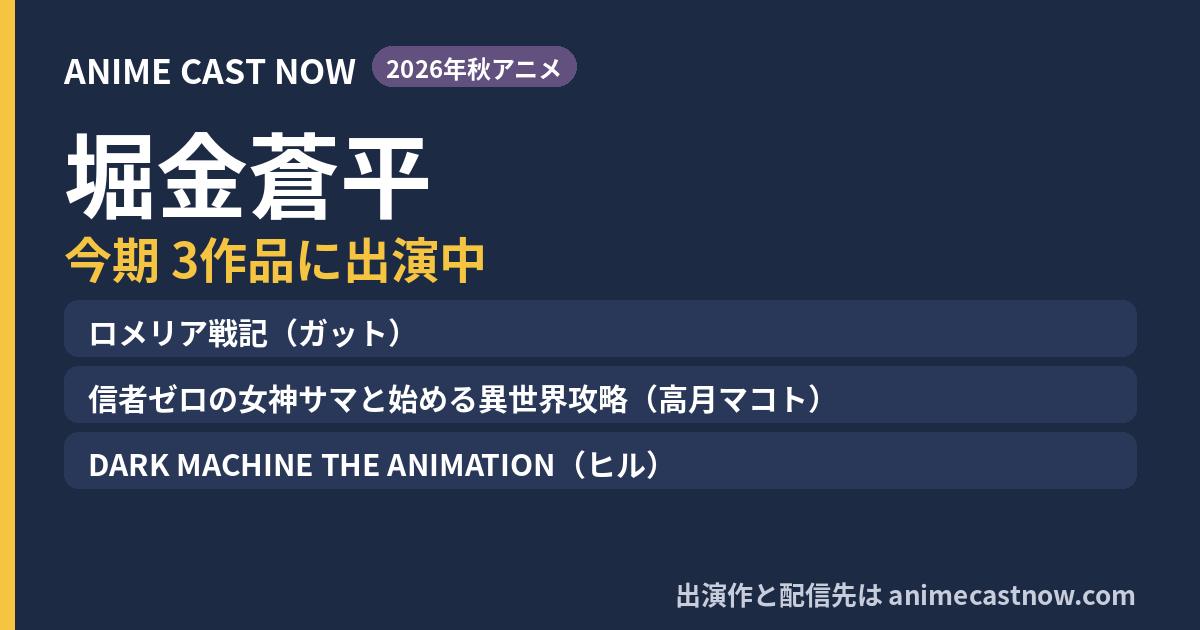 ANIME CAST NOW 2026年秋アニメ
堀金蒼平
今期 3作品に出演中
ロメリア戦記（ガット）
信者ゼロの女神サマと始める異世界攻略（高月マコト）
DARK MACHINE THE ANIMATION（ヒル）
出演作と配信先は animecastnow.com